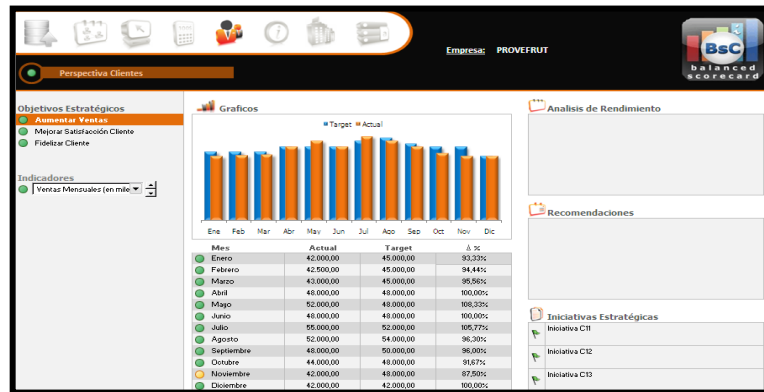 Empresa: PROVEFRUT
BSC
balanced
scorecard
Perspectiva Clientes
Objetivos Estratégicos
Aumentar Ventas
Mejorar Satisfacción Cliente
Fidelizar Cliente
Indicadores
Ventas Mensuales (en mile
Graficos
Target Actual
Ene Feb Mar Abr May Jun Jul Ago Sep Oct Nov Dic
Mes Actual Target Δ %
Enero 42.000,00 45.000,00 93,33%
Febrero 42.500,00 45.000,00 94,44%
Marzo 43.000,00 45.000,00 95,56%
Abril 48.000,00 48.000,00 100,00%
Mayo 52.000,00 48.000,00 108,33%
Junio 48.000,00 48.000,00 100,00%
Julio 55.000,00 52.000,00 105,77%
Agosto 52.000,00 54.000,00 96,30%
Septiembre 48.000,00 50.000,00 96,00%
Octubre 44.000,00 48.000,00 91,67%
Noviembre 42.000,00 48.000,00 87,50%
Diciembre 42.000,00 42.000,00 100,00%
Analisis de Rendimiento
Recomendaciones
Iniciativas Estratégicas
Iniciativa C11
Iniciativa C12
Iniciativa C13